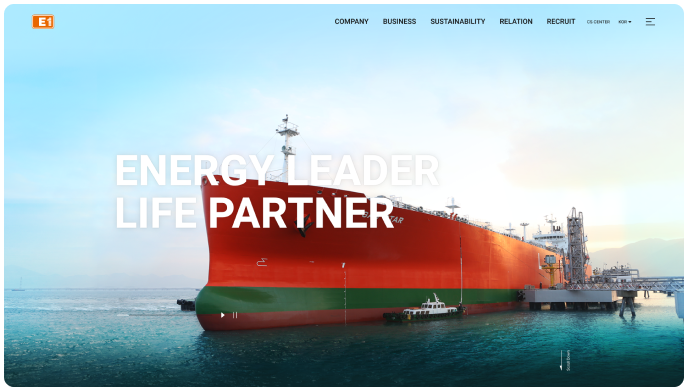 E1
COMPANY BUSINESS SUSTAINABILITY RELATION RECRUIT CS CENTER KOR
ENERGY LEADER
LIFE PARTNER
Scroll Down